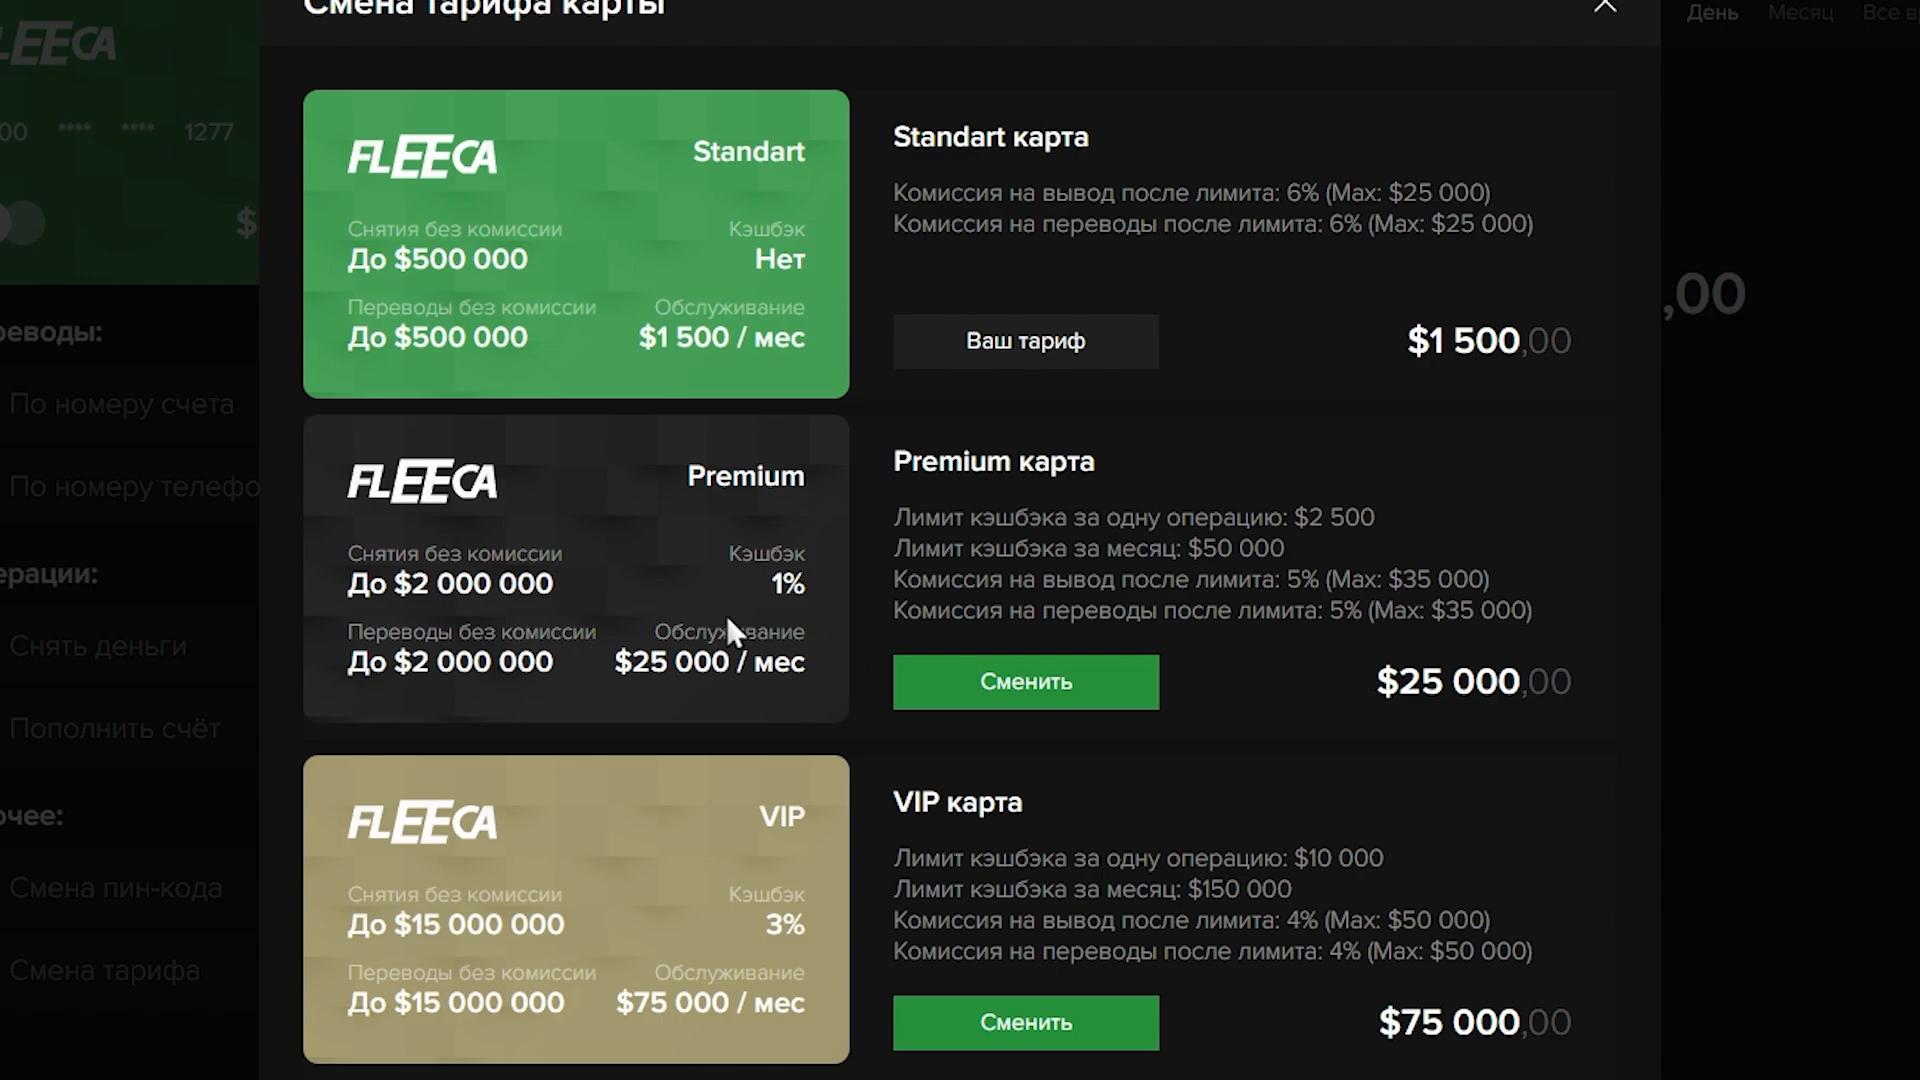 Смена тарифа карты
День Месяц
FLEECA
1277
$
,00
По номеру счета
Снять деньги
Пополнить счёт
Смена пин-кода
Смена тарифа
FLEECA
Standart
Снятия без комиссии
Кэшбэк
До $500 000
Нет
Переводы без комиссии
Обслуживание
До $500 000
$1 500 / мес
Standart карта
Комиссия на вывод после лимита: 6% (Max: $25 000)
Комиссия на переводы после лимита: 6% (Max: $25 000)
Ваш тариф
$1 500,00
FLEECA
Premium
Снятия без комиссии
Кэшбэк
До $2 000 000
1%
Переводы без комиссии
Обслуживание
До $2 000 000
$25 000 / мес
Premium карта
Лимит кэшбэка за одну операцию: $2 500
Лимит кэшбэка за месяц: $50 000
Комиссия на вывод после лимита: 5% (Max: $35 000)
Комиссия на переводы после лимита: 5% (Max: $35 000)
Сменить
$25 000,00
FLEECA
VIP
Снятия без комиссии
Кэшбэк
До $15 000 000
3%
Переводы без комиссии
Обслуживание
До $15 000 000
$75 000 / мес
VIP карта
Лимит кэшбэка за одну операцию: $10 000
Лимит кэшбэка за месяц: $150 000
Комиссия на вывод после лимита: 4% (Max: $50 000)
Комиссия на переводы после лимита: 4% (Max: $50 000)
Сменить
$75 000,00